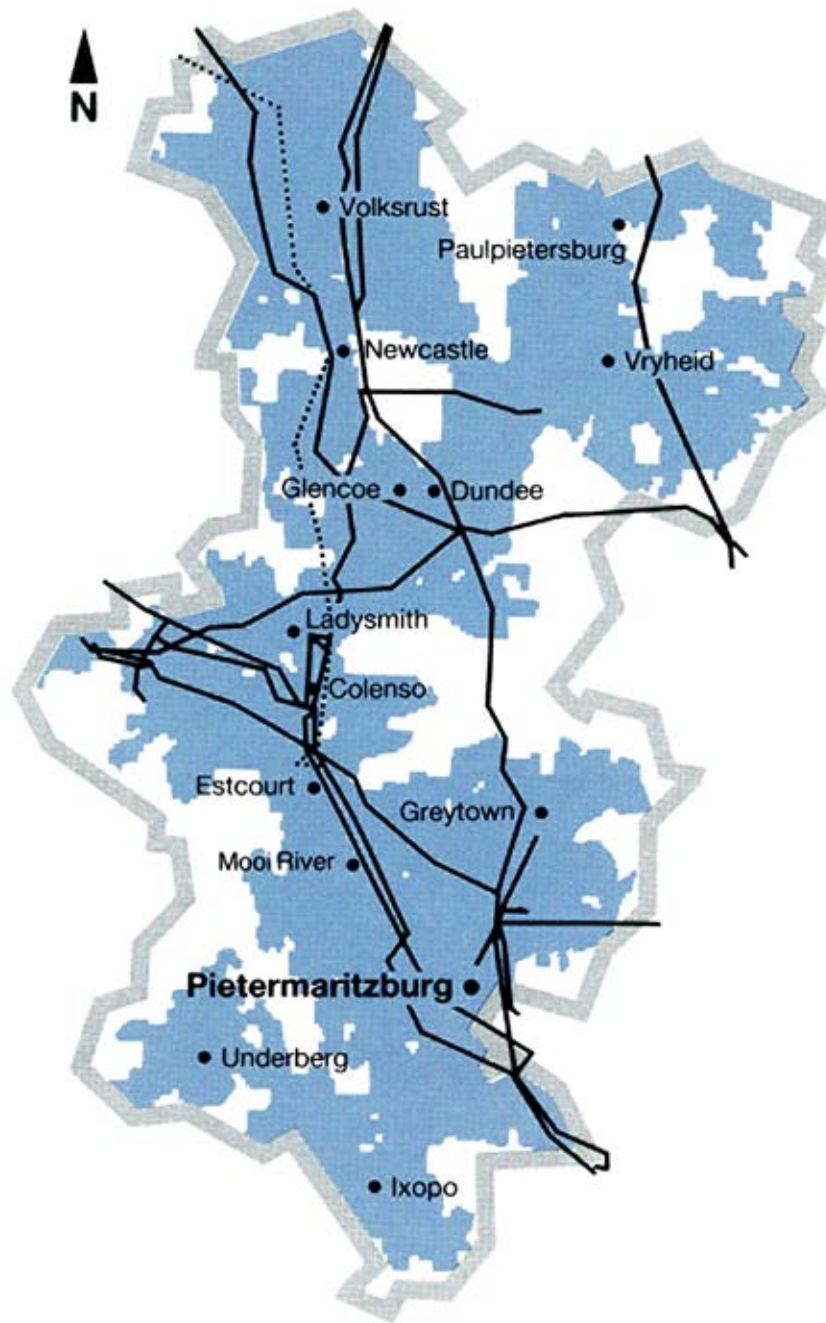 N
Volksrust
Paulpietersburg
Newcastle
Vryheid
Glencoe
Dundee
Ladysmith
Colenso
Estcourt
Greytown
Mooi River
Pietermaritzburg
Underberg
Ixopo